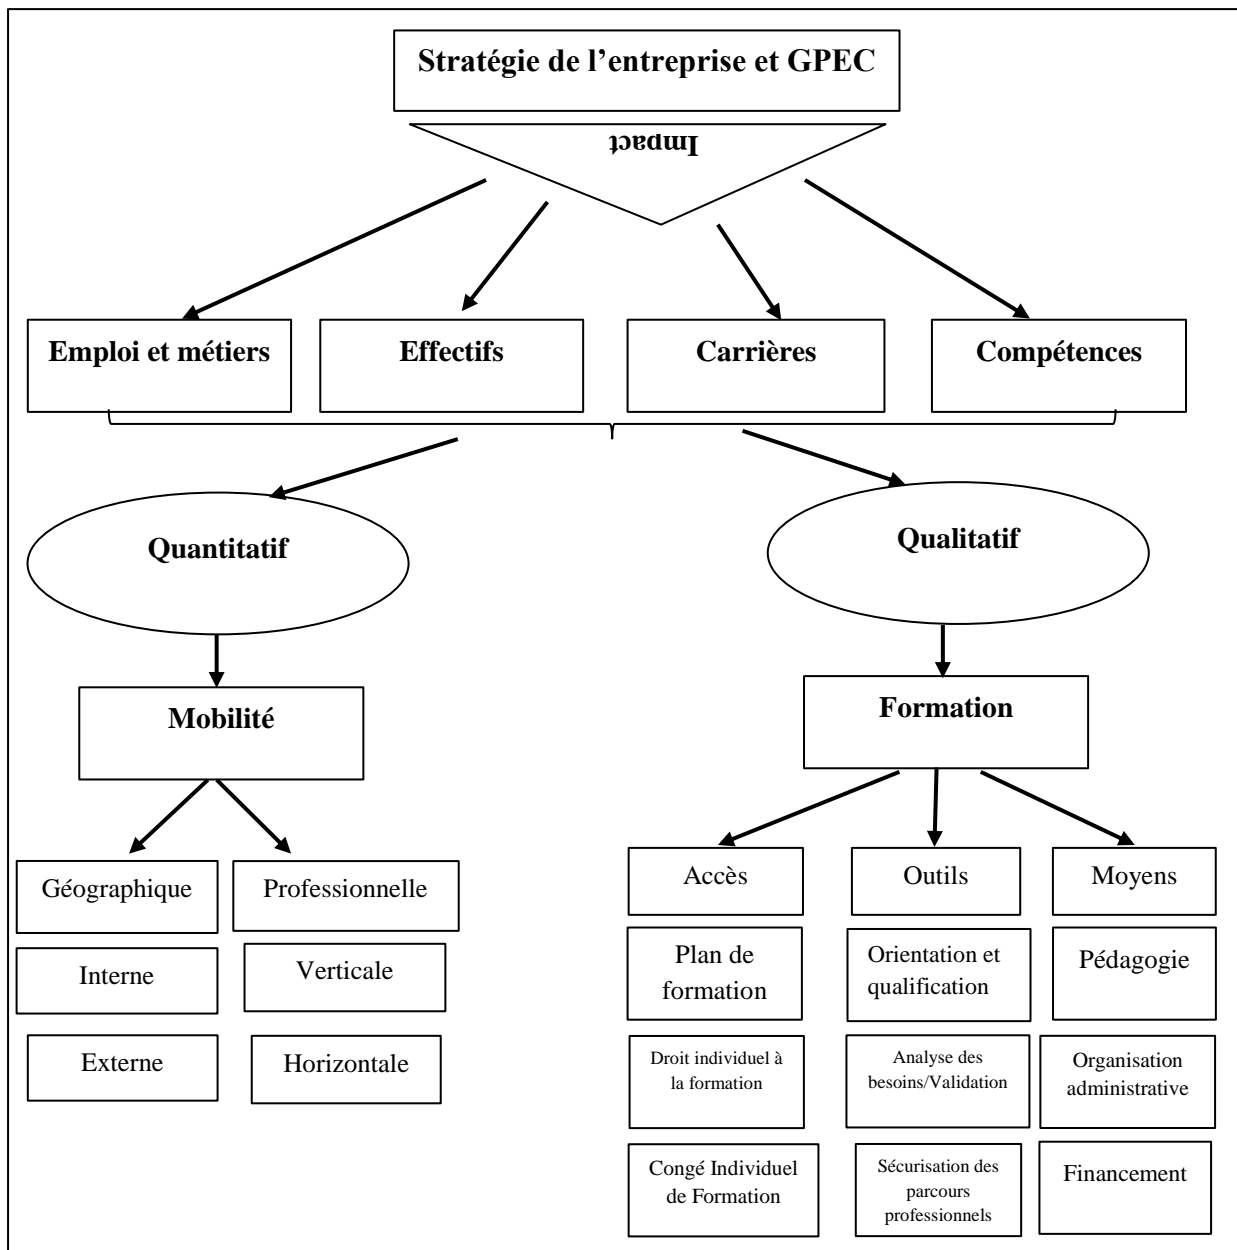 Stratégie de l’entreprise et GPEC
Impact
Emploi et métiers
Effectifs
Carrières
Compétences
Quantitatif
Qualitatif
Mobilité
Formation
Géographique
Professionnelle
Interne
Verticale
Externe
Horizontale
Accès
Outils
Moyens
Plan de
formation
Orientation et
qualification
Pédagogie
Droit individuel à
la formation
Analyse des
besoins/Validation
Organisation
administrative
Congé Individuel
de Formation
Sécurisation des
parcours
professionnels
Financement